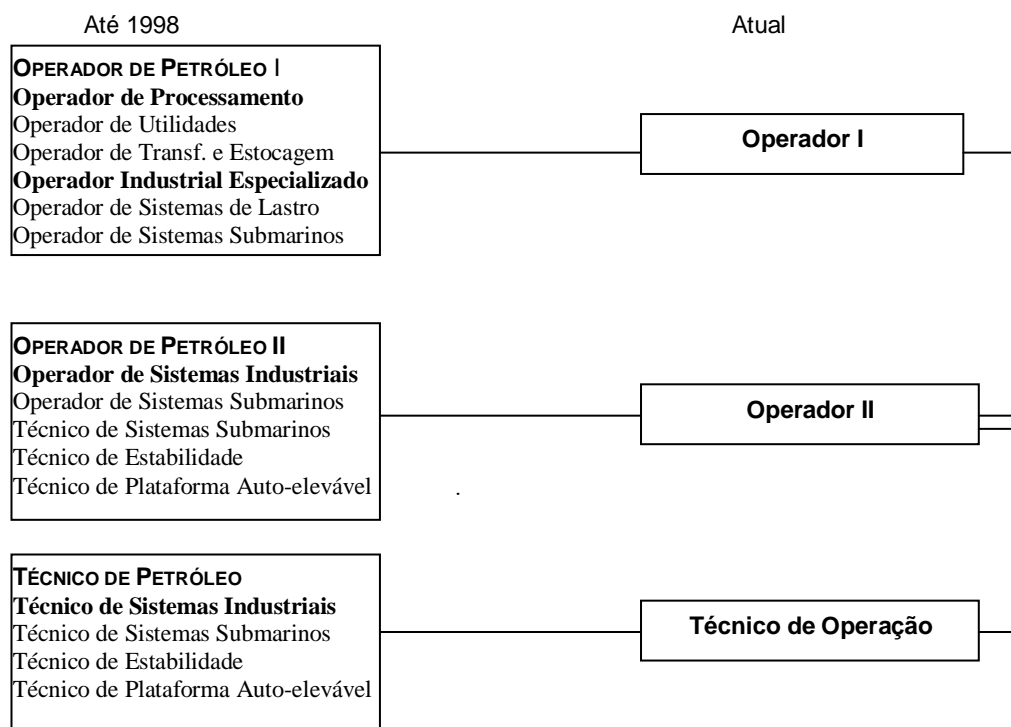 Até 1998
Atual
OPERADOR DE PETRÓLEO I
Operador de Processamento
Operador de Utilidades
Operador de Transf. e Estocagem
Operador Industrial Especializado
Operador de Sistemas de Lastro
Operador de Sistemas Submarinos
Operador I
OPERADOR DE PETRÓLEO II
Operador de Sistemas Industriais
Operador de Sistemas Submarinos
Técnico de Sistemas Submarinos
Técnico de Estabilidade
Técnico de Plataforma Auto-elevável
.
Operador II
TÉCNICO DE PETRÓLEO
Técnico de Sistemas Industriais
Técnico de Sistemas Submarinos
Técnico de Estabilidade
Técnico de Plataforma Auto-elevável
Técnico de Operação